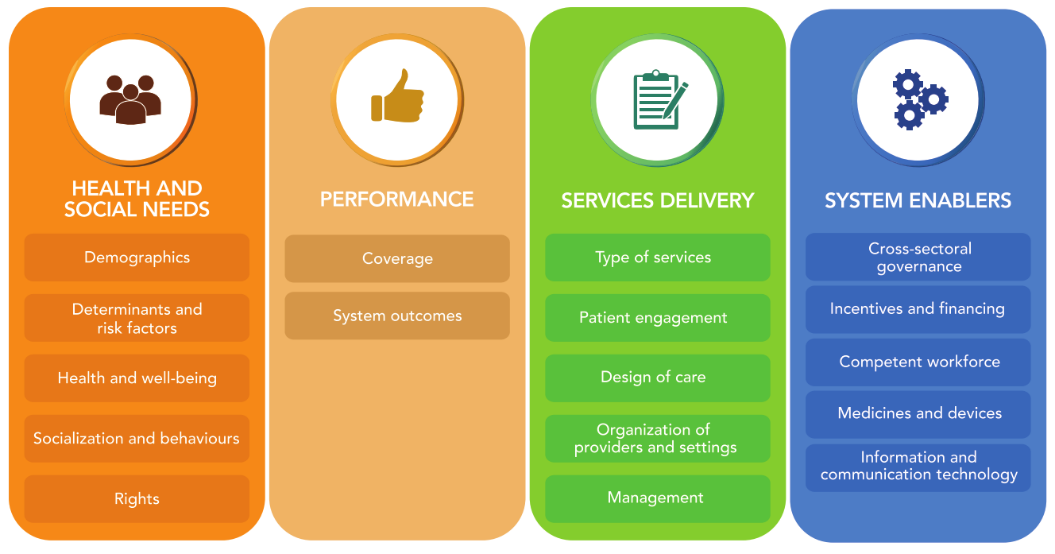 HEALTH AND
SOCIAL NEEDS
Demographics
Determinants and
risk factors
Health and well-being
Socialization and behaviours
Rights
PERFORMANCE
Coverage
System outcomes
SERVICES DELIVERY
Type of services
Patient engagement
Design of care
Organization of
providers and settings
Management
SYSTEM ENABLERS
Cross-sectoral
governance
Incentives and financing
Competent workforce
Medicines and devices
Information and
communication technology